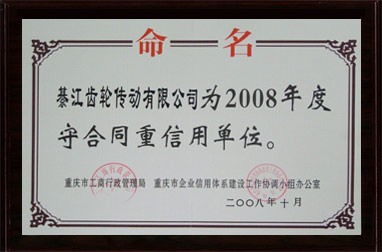 命名
綦江齿轮传动有限公司为2008年度
守合同重信用单位。
重庆市工商行政管理局 重庆市企业信用体系建设工作协调小组办公室
二〇〇八年十月